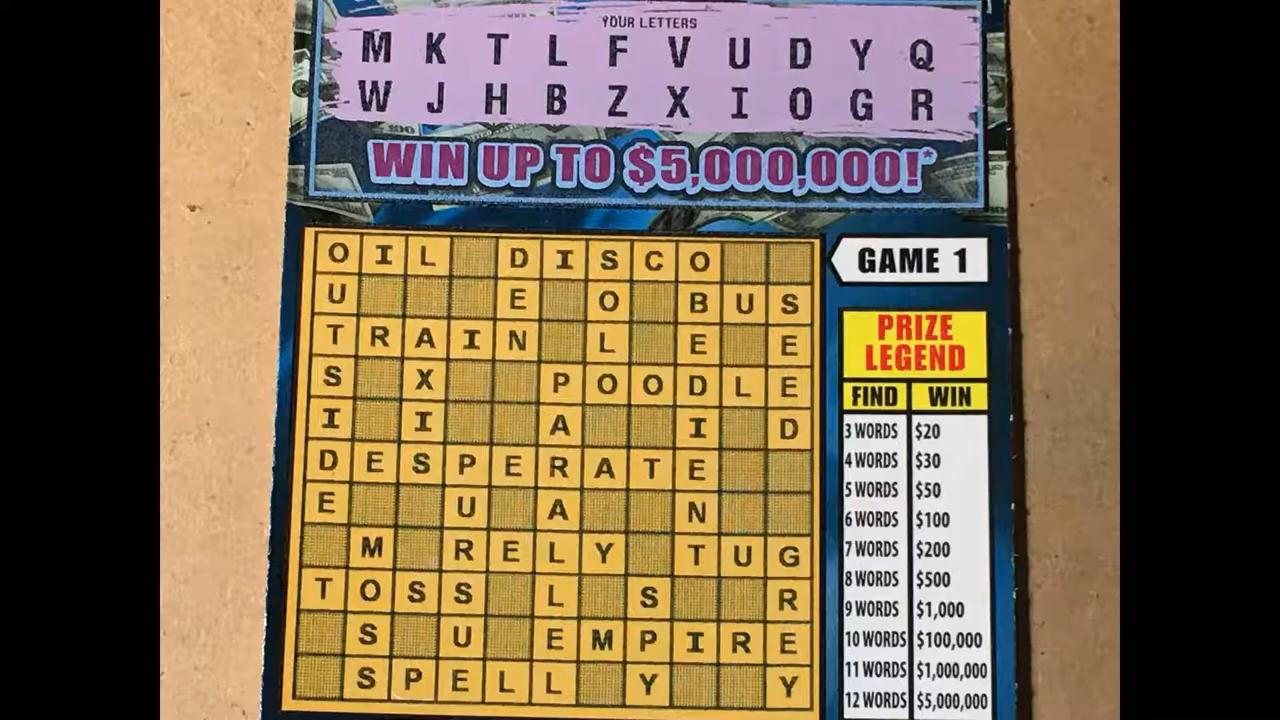 YOUR LETTERS
M K T L F V U D Y Q
W J H B Z X I O G R
WIN UP TO $5,000,000!*
GAME 1
O I L D I S C O
U E O B U S
T R A I N L E E
S X P O O D L E
I I A I D
D E S P E R A T E
E U A N
M R E L Y T U G
T O S S L S R
S U E M P I R E
S P E L L Y Y
PRIZE
LEGEND
FIND WIN
3 WORDS $20
4 WORDS $30
5 WORDS $50
6 WORDS $100
7 WORDS $200
8 WORDS $500
9 WORDS $1,000
10 WORDS $100,000
11 WORDS $1,000,000
12 WORDS $5,000,000